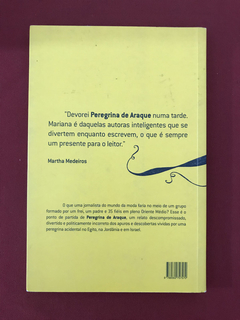 "Devorei Peregrina de Araque numa tarde.
Mariana é daquelas autoras inteligentes que se
divertem enquanto escrevem, o que é sempre
um presente para o leitor."
Martha Medeiros
O que uma jornalista do mundo da moda faria no meio de um grupo
formado por um frei, um padre e 35 fiéis em pleno Oriente Médio? Esse é o
ponto de partida de Peregrina de Araque, um relato descompromissado,
divertido e politicamente incorreto dos apuros e descobertas vividas por uma
peregrina acidental no Egito, na Jordânia e em Israel.